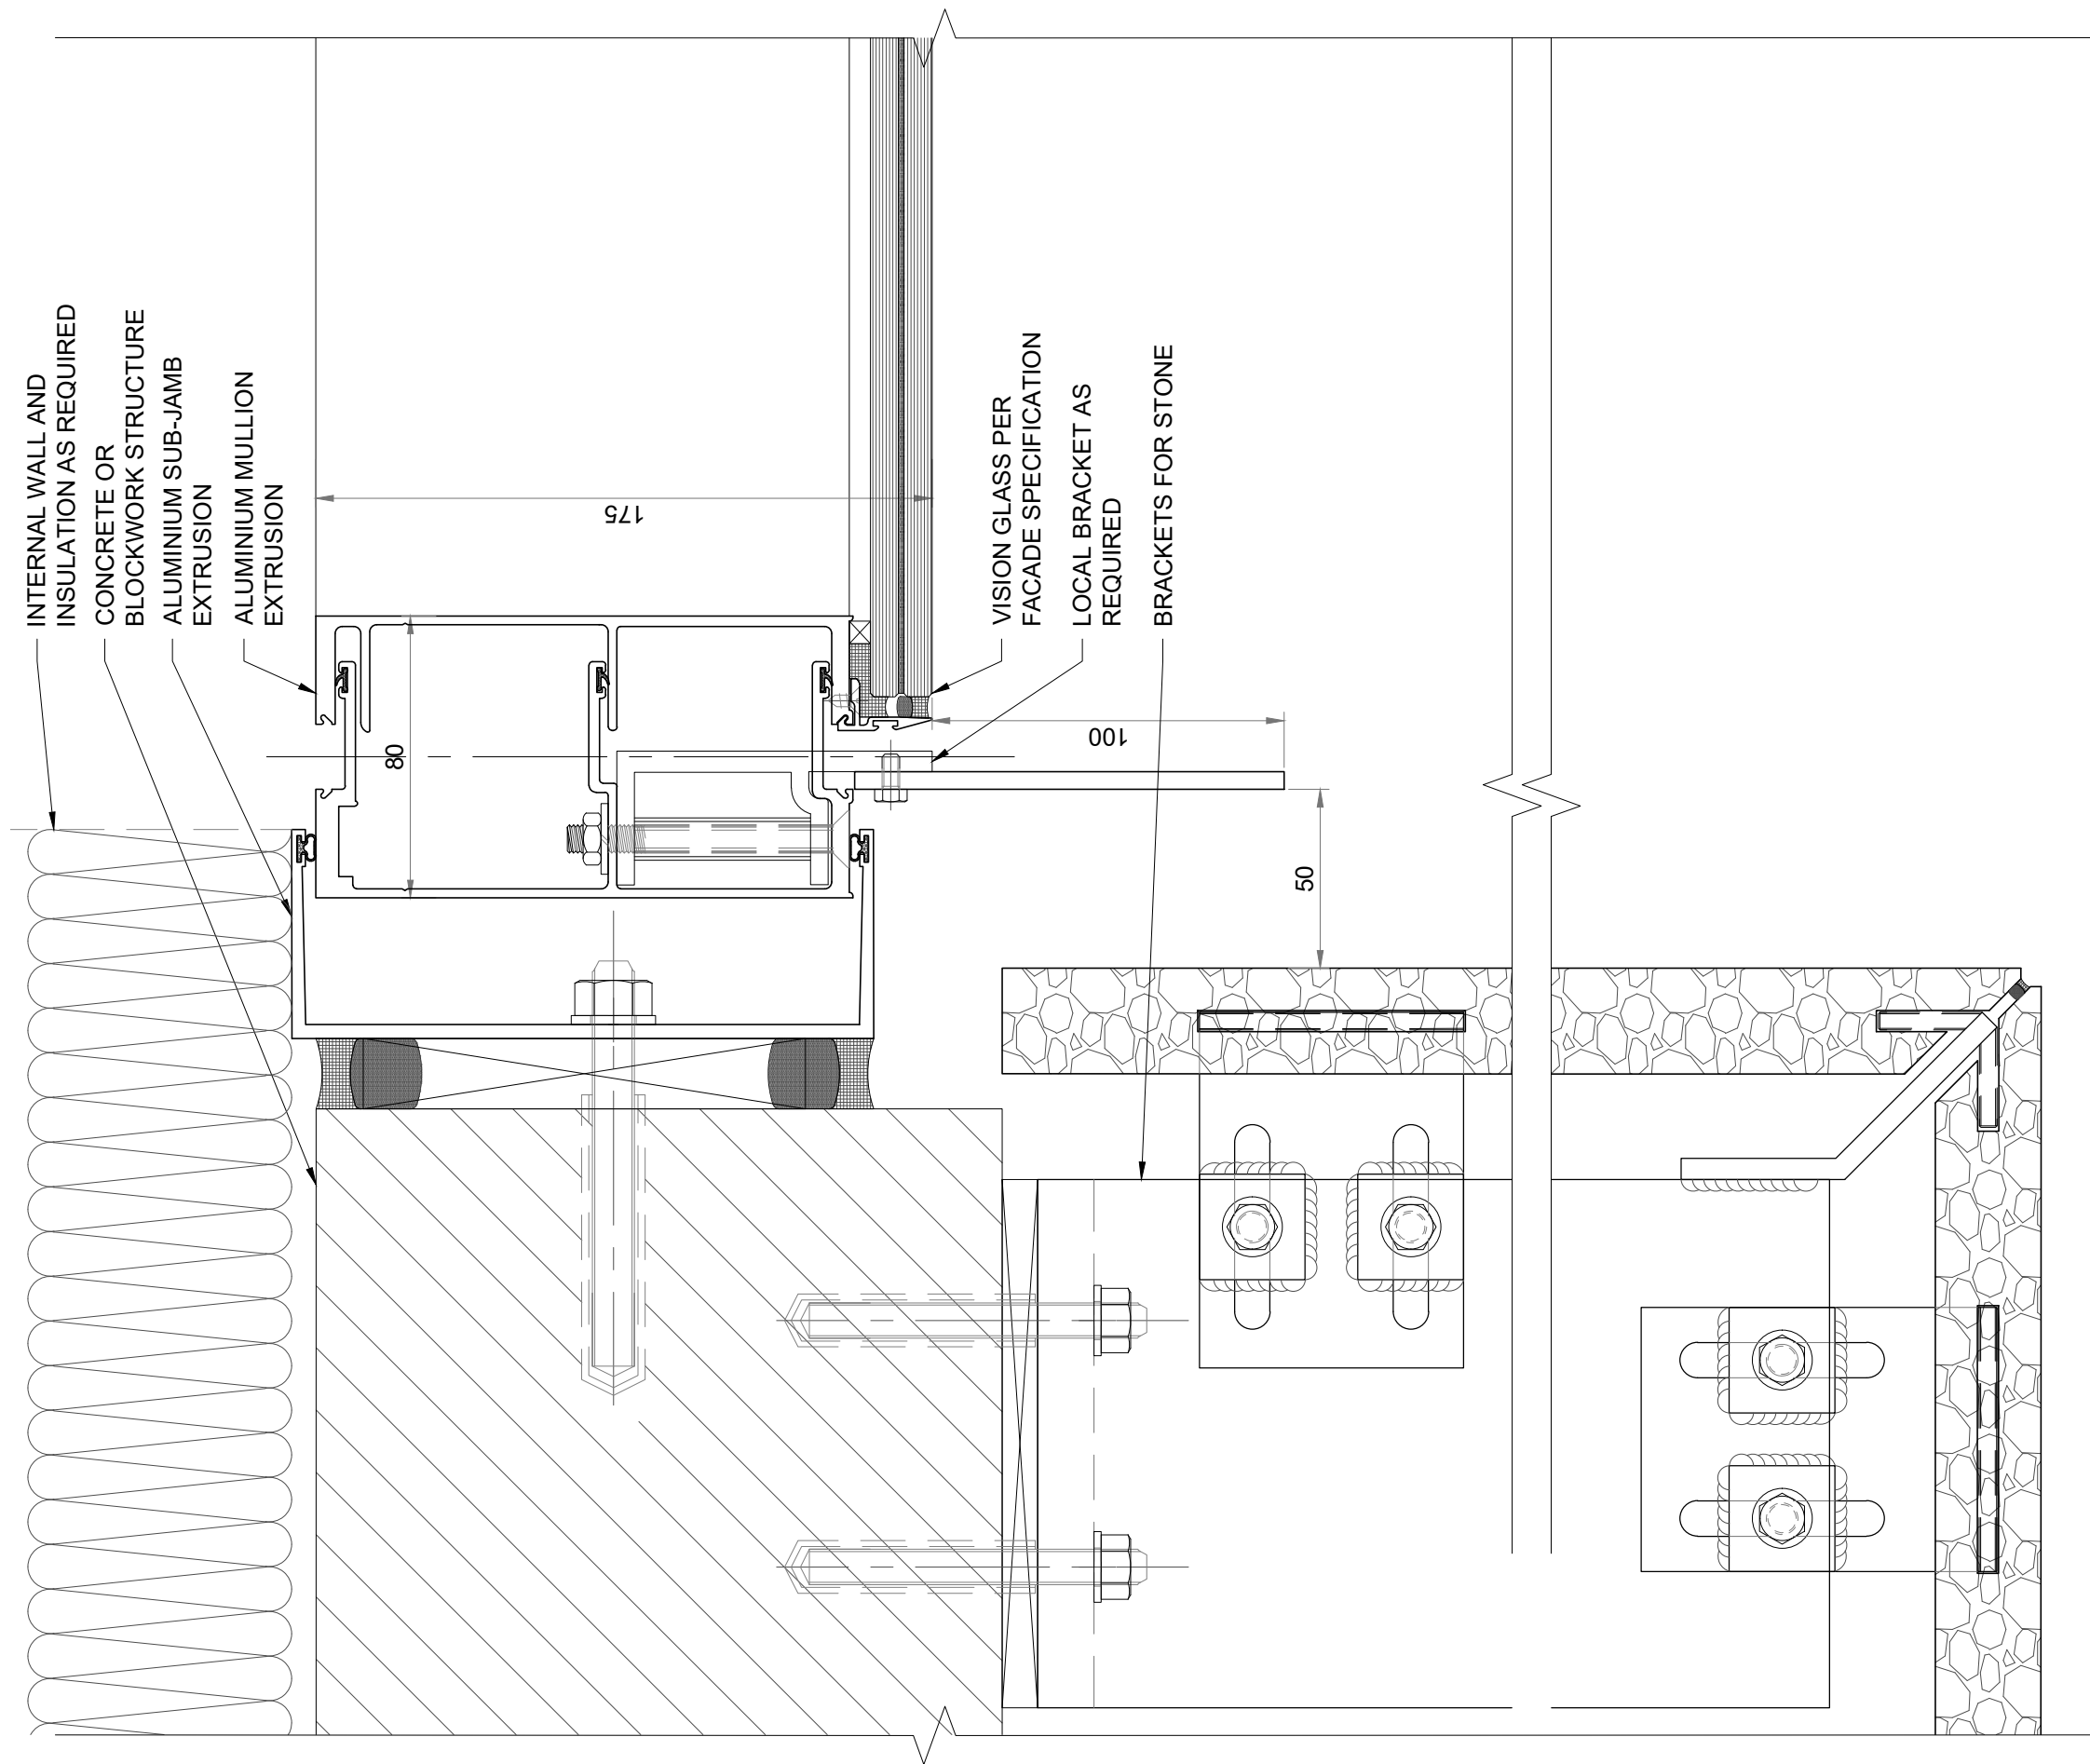 INTERNAL WALL AND
INSULATION AS REQUIRED
CONCRETE OR
BLOCKWORK STRUCTURE
ALUMINIUM SUB-JAMB
EXTRUSION
ALUMINIUM MULLION
EXTRUSION
VISION GLASS PER
FACADE SPECIFICATION
LOCAL BRACKET AS
REQUIRED
BRACKETS FOR STONE
175
80
100
50